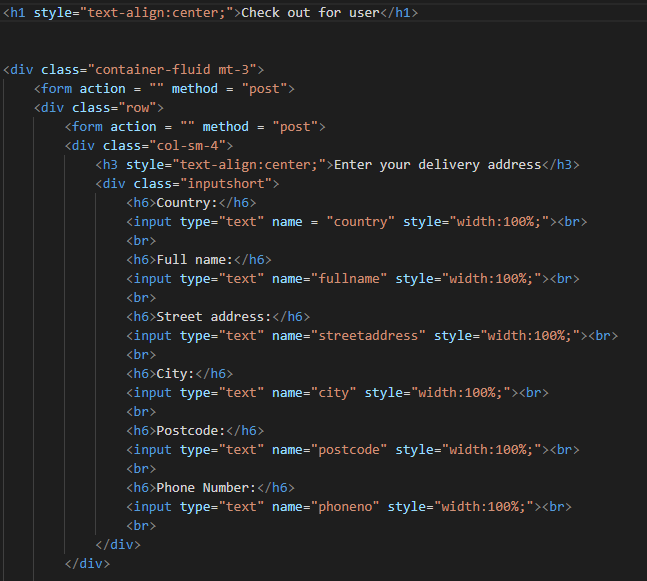 <h1 style="text-align:center;">Check out for user</h1>
<div class="container-fluid mt-3">
<form action = "" method = "post">
<div class="row">
<form action = "" method = "post">
<div class="col-sm-4">
<h3 style="text-align:center;">Enter your delivery address</h3>
<div class="inputshort">
<h6>Country:</h6>
<input type="text" name = "country" style="width:100%;"><br>
<br>
<h6>Full name:</h6>
<input type="text" name="fullname" style="width:100%;"><br>
<br>
<h6>Street address:</h6>
<input type="text" name="streetaddress" style="width:100%;"><br>
<br>
<h6>City:</h6>
<input type="text" name="city" style="width:100%;"><br>
<br>
<h6>Postcode:</h6>
<input type="text" name="postcode" style="width:100%;"><br>
<br>
<h6>Phone Number:</h6>
<input type="text" name="phoneno" style="width:100%;"><br>
<br>
</div>
</div>